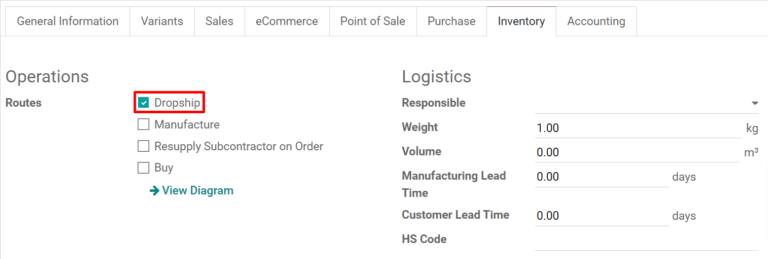 General Information Variants Sales eCommerce Point of Sale Purchase Inventory Accounting
Operations
Routes
Dropship
Manufacture
Resupply Subcontractor on Order
Buy
View Diagram
Logistics
Responsible
Weight 1.00 kg
Volume 0.00 m³
Manufacturing Lead
Time
0.00 days
Customer Lead Time 0.00 days
HS Code